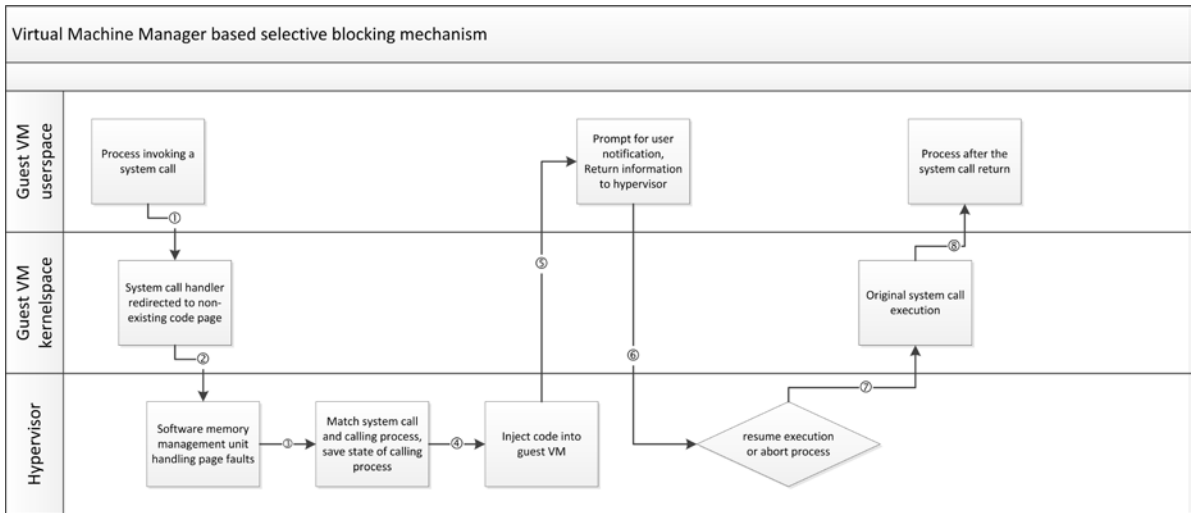 Virtual Machine Manager based selective blocking mechanism
Guest VM
userspace
Process invoking a
system call
①
Prompt for user
notification,
Return information
to hypervisor
Process after the
system call return
Guest VM
kernelspace
System call handler
redirected to non-
existing code page
②
⑤
⑥
Original system call
execution
⑧
Hypervisor
Software memory
management unit
handling page faults
③
Match system call
and calling process,
save state of calling
process
④
Inject code into
guest VM
resume execution
or abort process
⑦